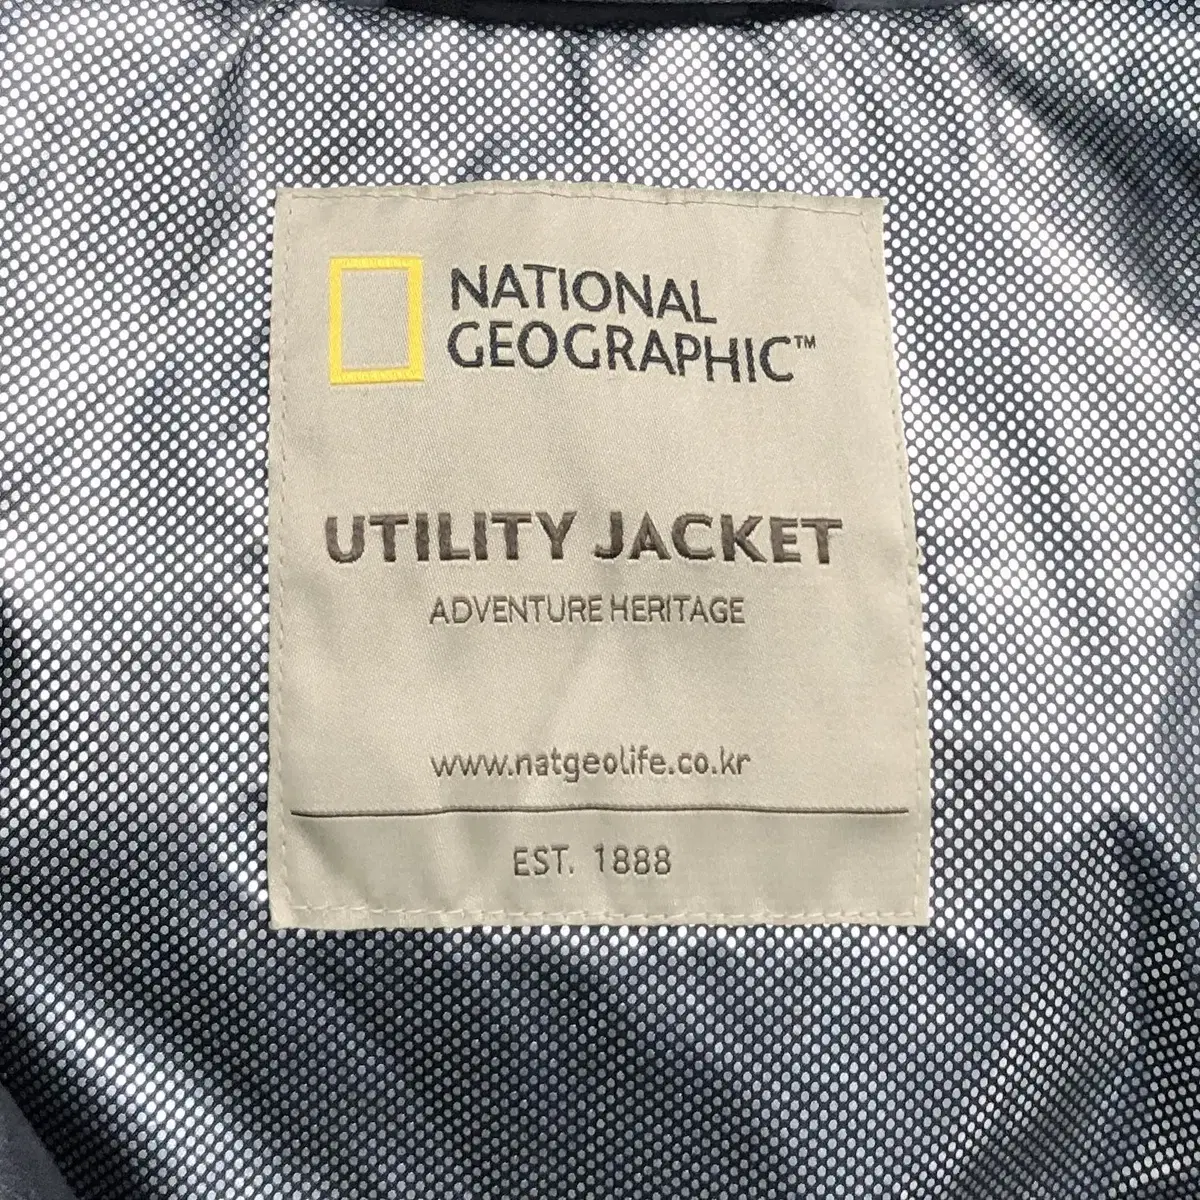 NATIONAL
GEOGRAPHIC™
UTILITY JACKET
ADVENTURE HERITAGE
www.natgeolife.co.kr
EST. 1888